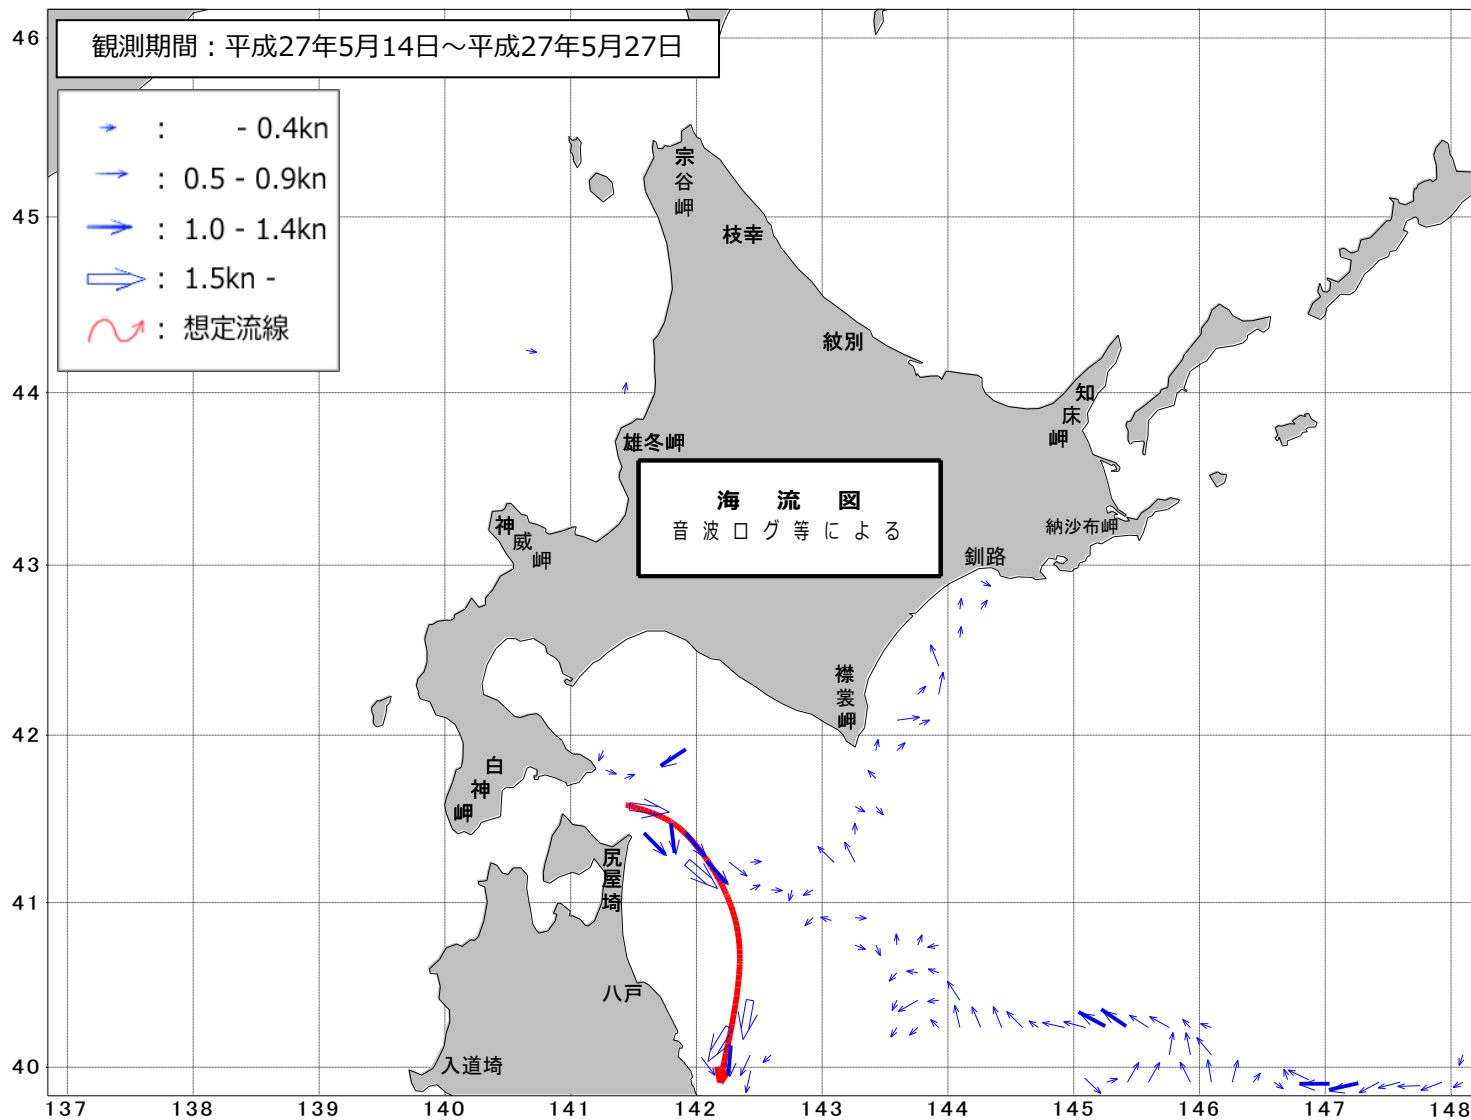 観測期間：平成27年5月14日～平成27年5月27日
： - 0.4kn
： 0.5 - 0.9kn
： 1.0 - 1.4kn
： 1.5kn -
： 想定流線
海 流 図
音 波 ロ グ 等 に よ る
宗谷岬
枝幸
紋別
知床岬
雄冬岬
納沙布岬
神威岬
釧路
襟裳岬
白神岬
尻屋埼
八戸
入道埼
46
45
44
43
42
41
40
137 138 139 140 141 142 143 144 145 146 147 148